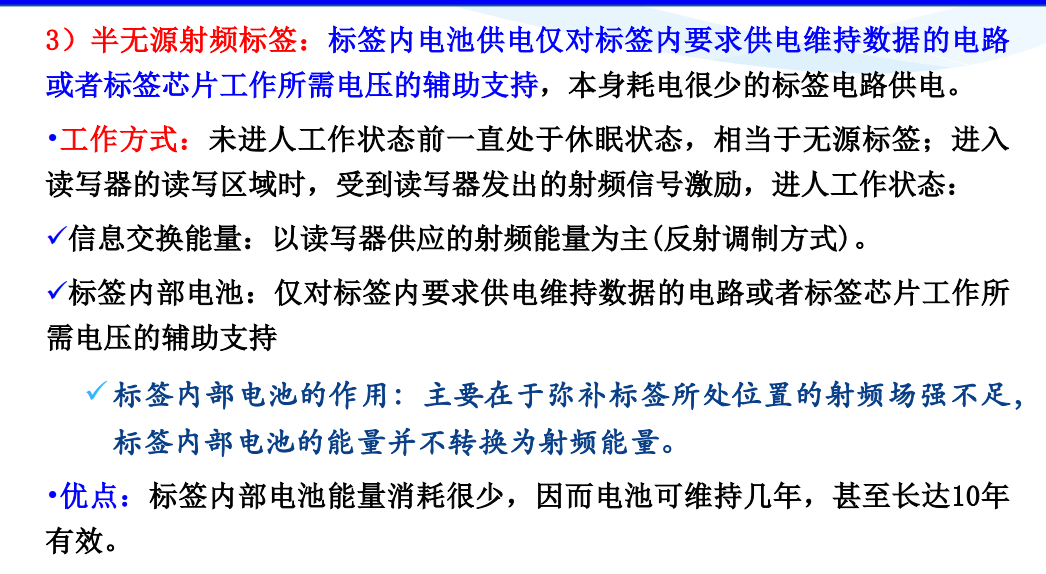 3）半无源射频标签：标签内电池供电仅对标签内要求供电维持数据的电路
或者标签芯片工作所需电压的辅助支持，本身耗电很少的标签电路供电。
•工作方式：未进人工作状态前一直处于休眠状态，相当于无源标签；进入
读写器的读写区域时，受到读写器发出的射频信号激励，进人工作状态：
✓信息交换能量：以读写器供应的射频能量为主(反射调制方式)。
✓标签内部电池：仅对标签内要求供电维持数据的电路或者标签芯片工作所
需电压的辅助支持
✓标签内部电池的作用：主要在于弥补标签所处位置的射频场强不足，
标签内部电池的能量并不转换为射频能量。
•优点：标签内部电池能量消耗很少，因而电池可维持几年，甚至长达10年
有效。